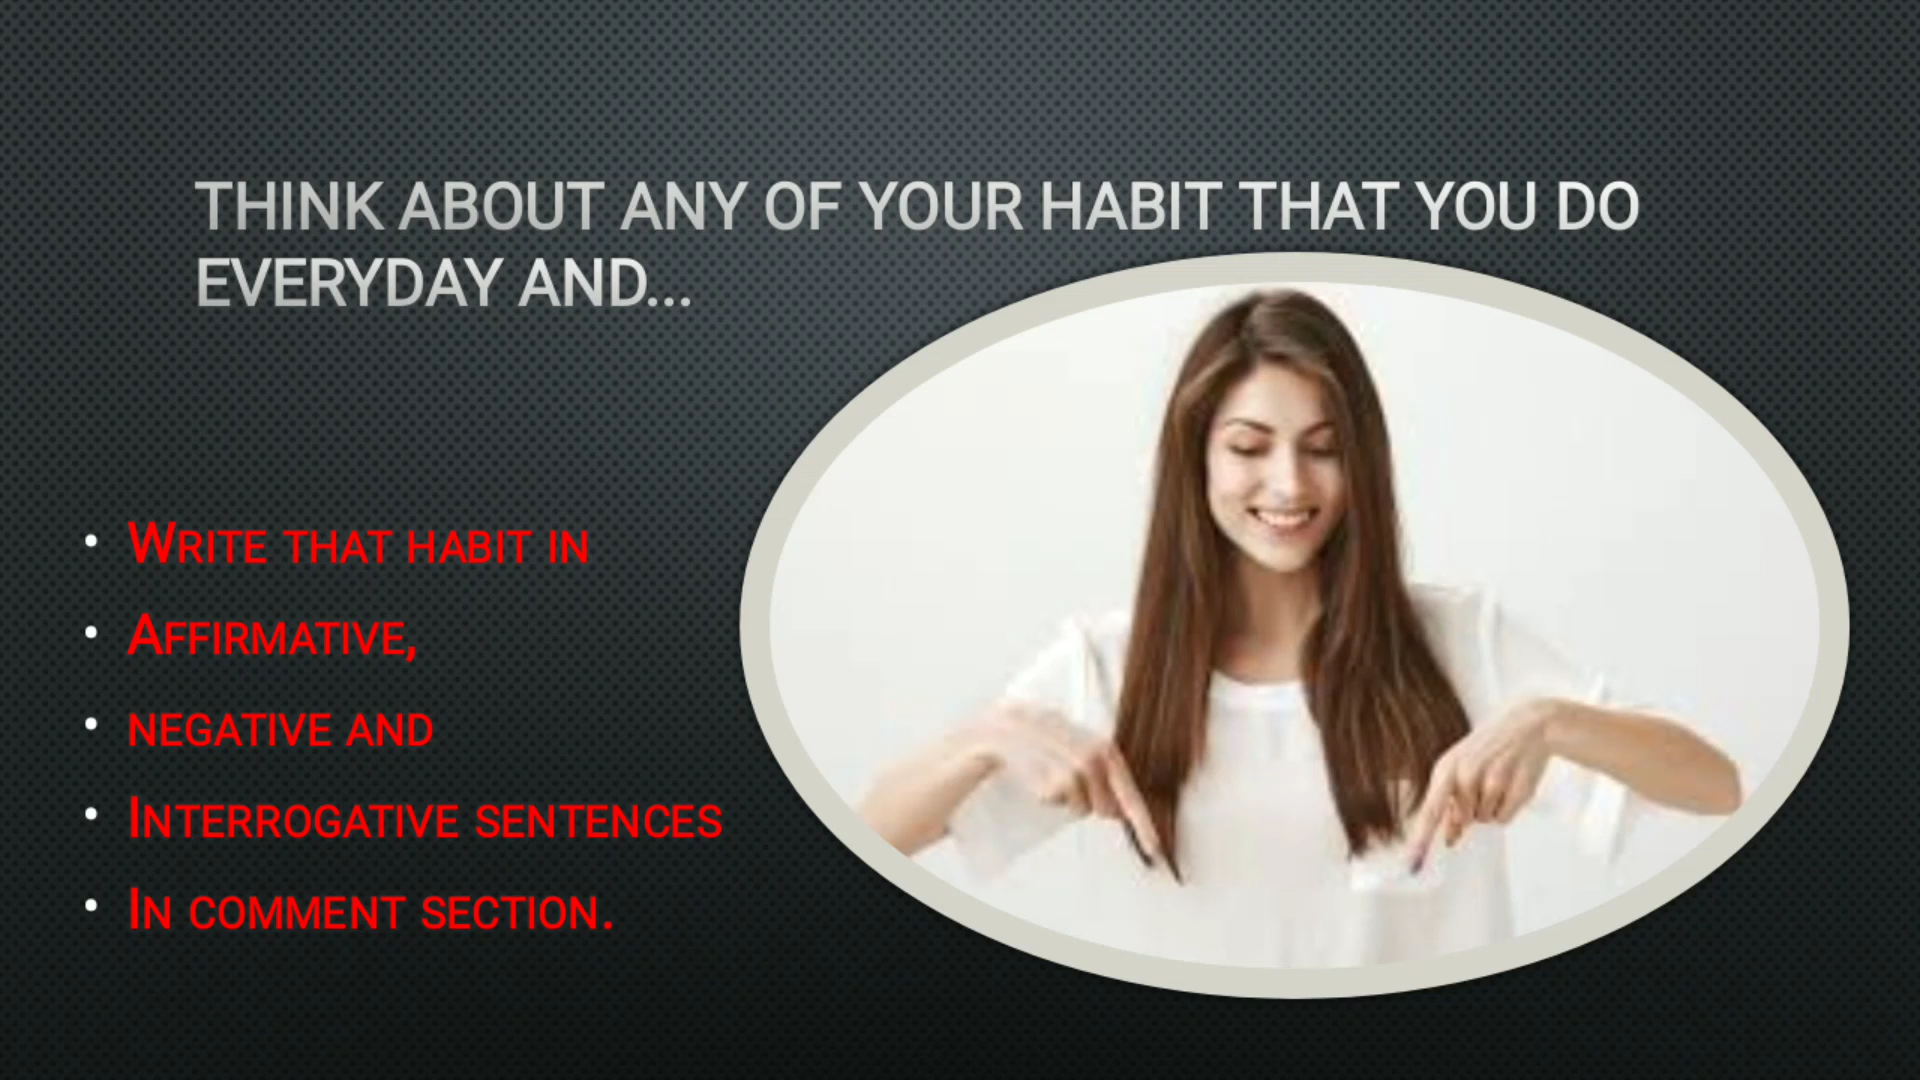 THINK ABOUT ANY OF YOUR HABIT THAT YOU DO
EVERYDAY AND...
• WRITE THAT HABIT IN
• AFFIRMATIVE,
• NEGATIVE AND
• INTERROGATIVE SENTENCES
• IN COMMENT SECTION.